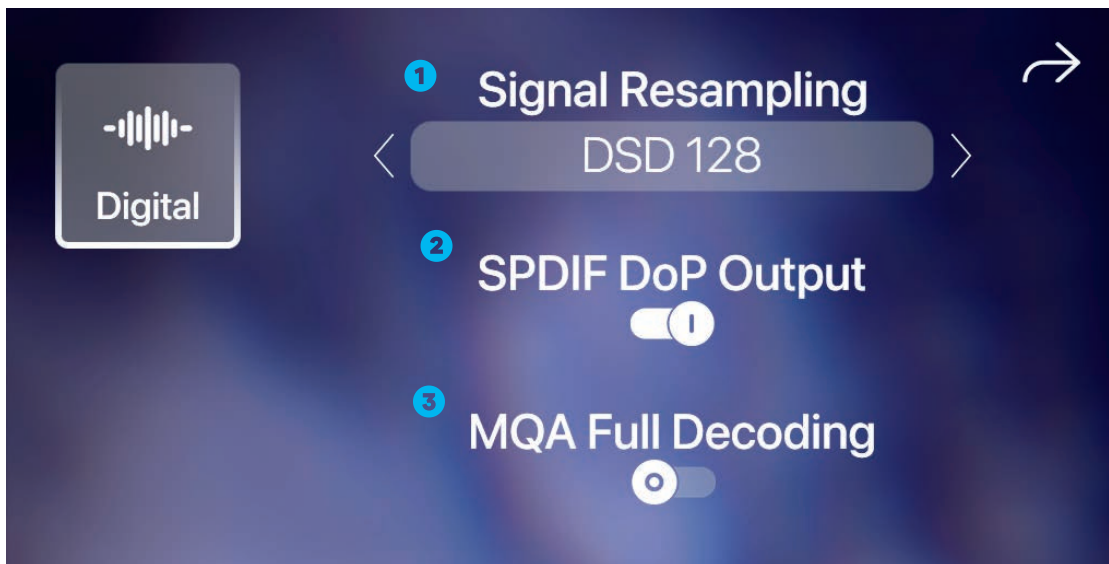 Digital
1
Signal Resampling
DSD 128
2
SPDIF DoP Output
3
MQA Full Decoding